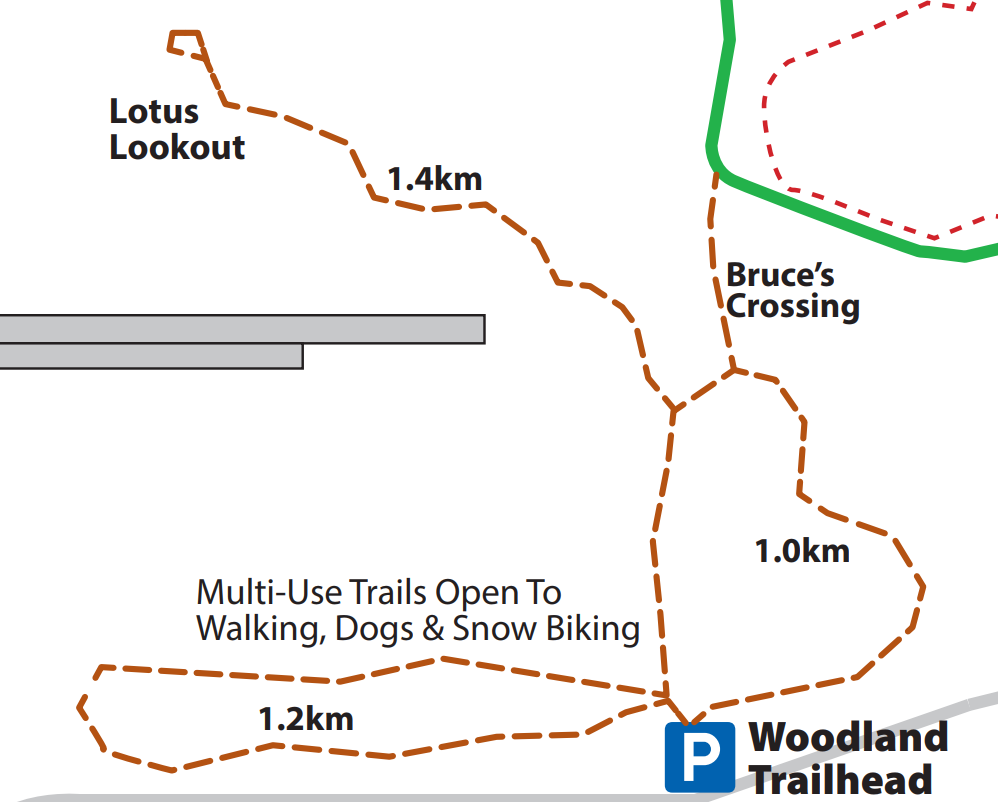 Lotus
Lookout
1.4km
Bruce's
Crossing
1.0km
Multi-Use Trails Open To
Walking, Dogs & Snow Biking
1.2km
P
Woodland
Trailhead